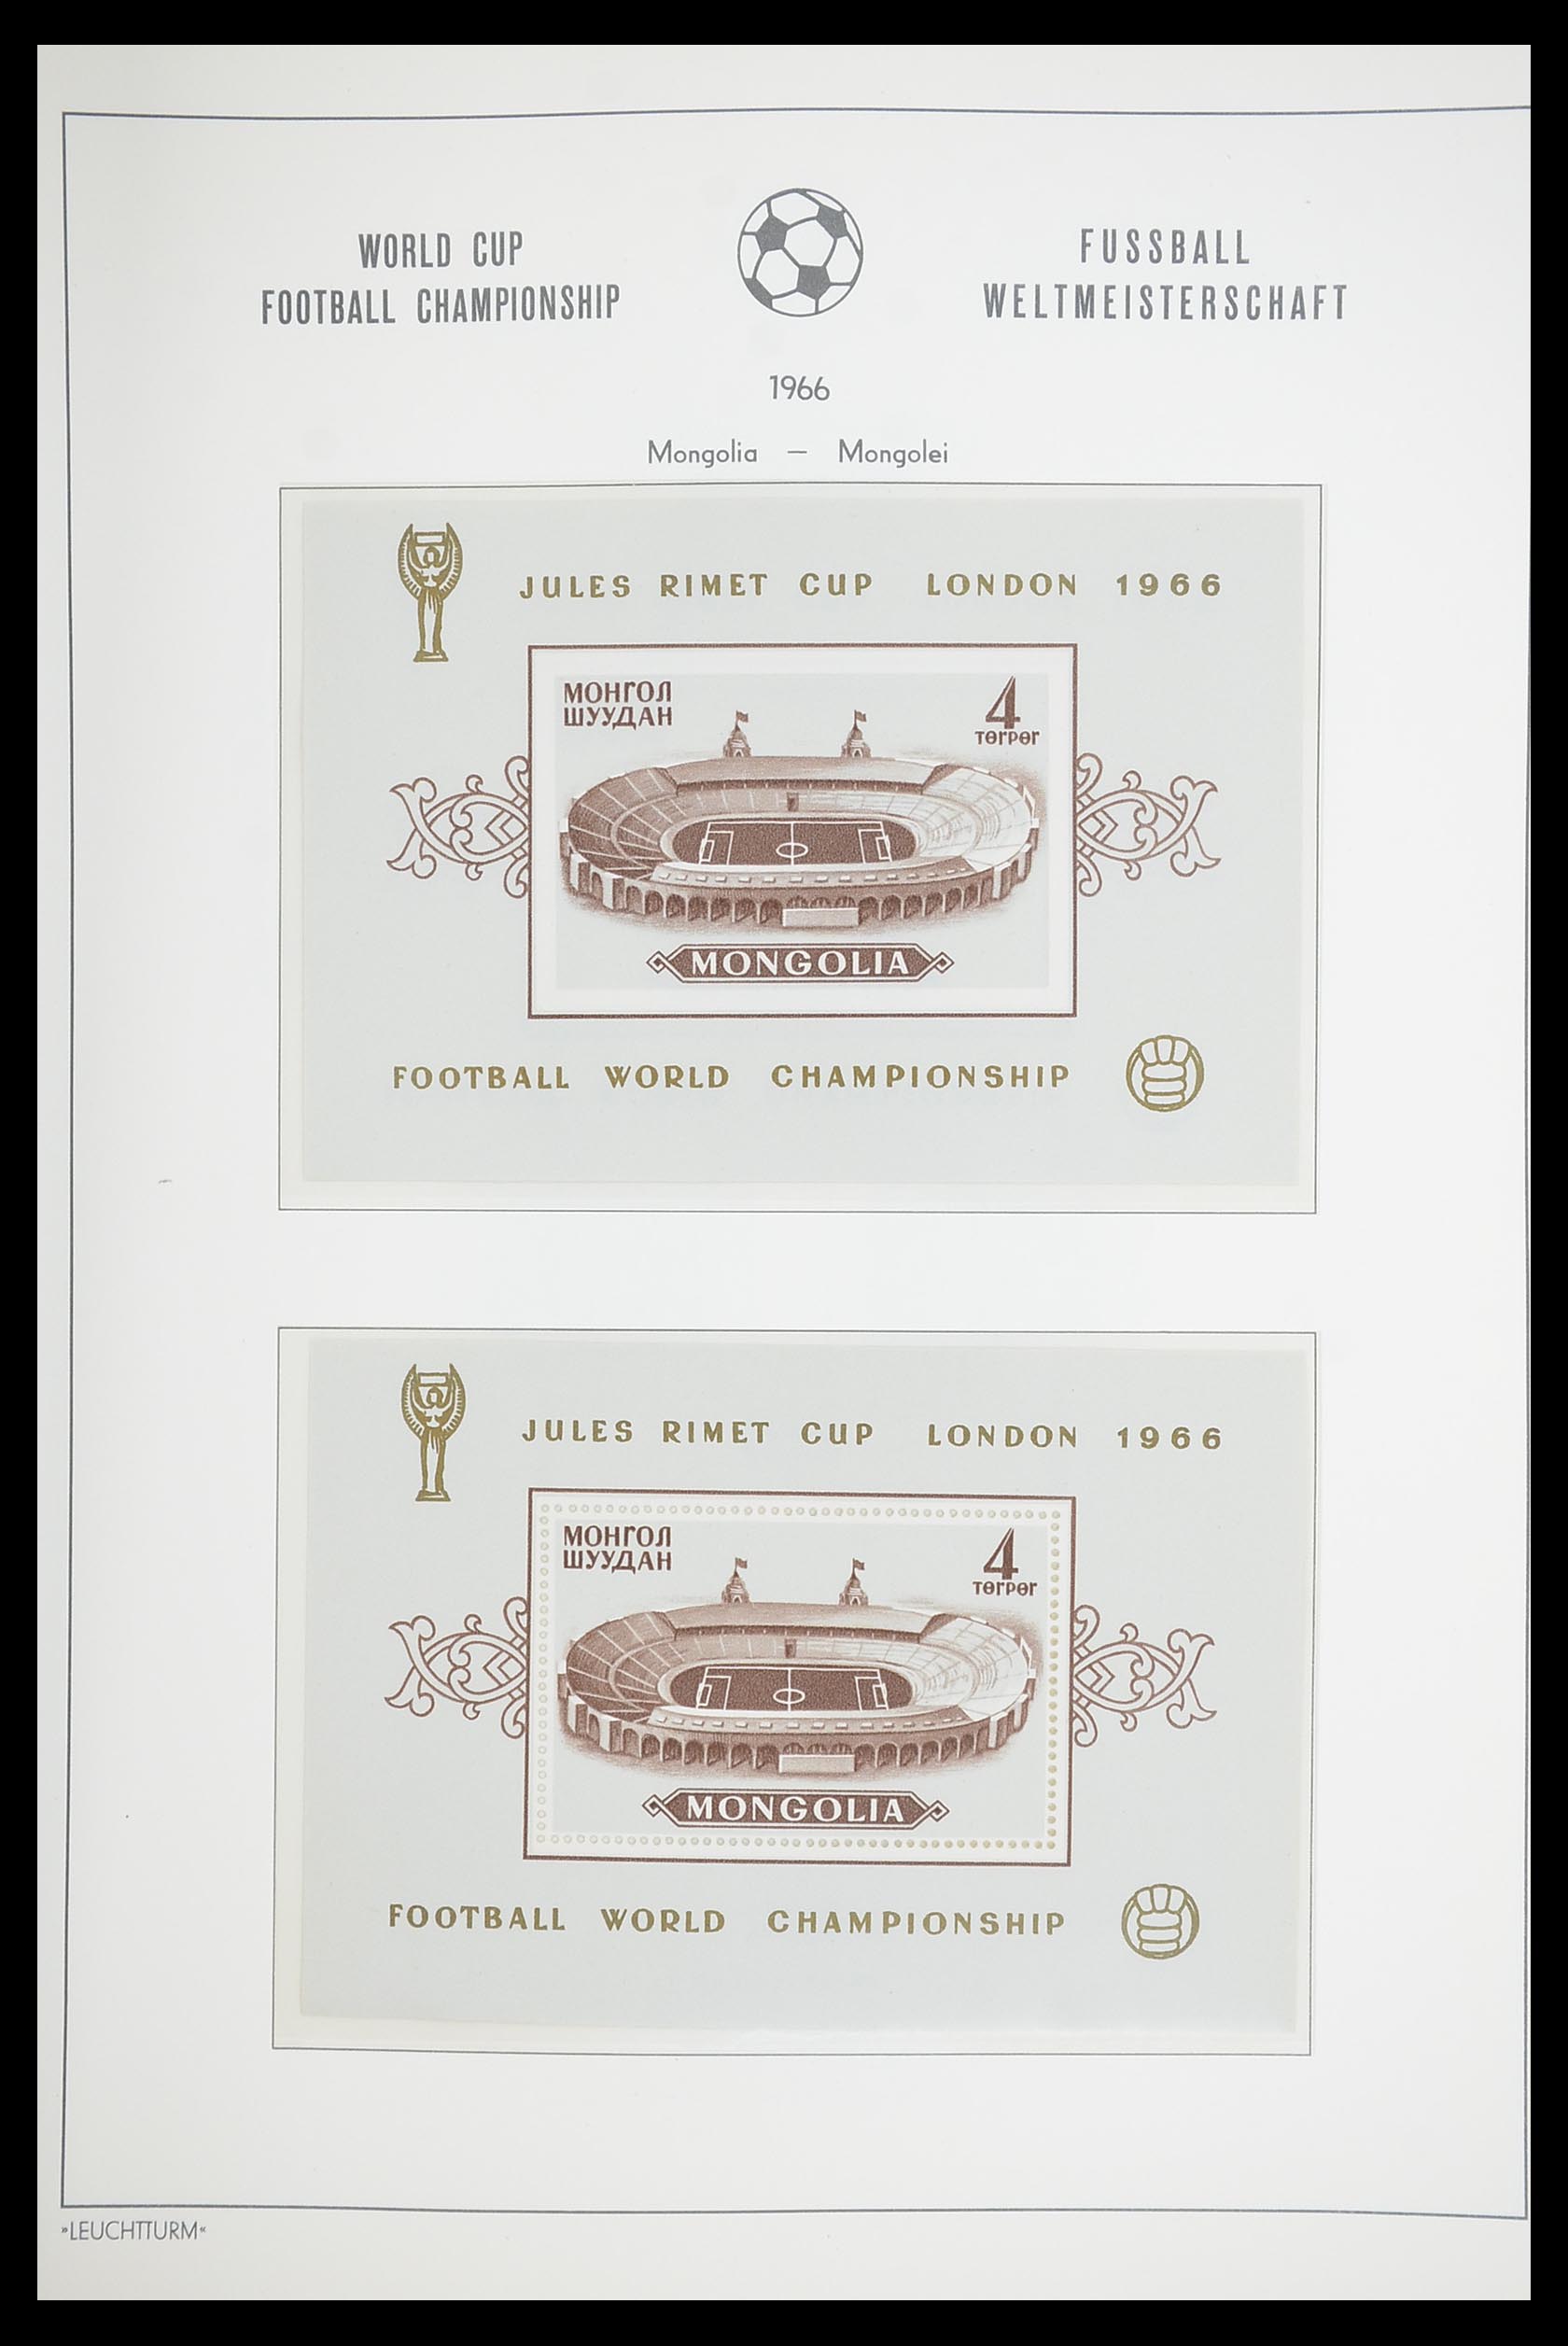 WORLD CUP
FOOTBALL CHAMPIONSHIP
FUSSBALL
WELTMEISTERSCHAFT
1966
Mongolia — Mongolei
JULES RIMET CUP LONDON 1966
МОНГОЛ
ШУУДАН
4
ТӨГРӨГ
MONGOLIA
FOOTBALL WORLD CHAMPIONSHIP
JULES RIMET CUP LONDON 1966
МОНГОЛ
ШУУДАН
4
ТӨГРӨГ
MONGOLIA
FOOTBALL WORLD CHAMPIONSHIP
»LEUCHTTURM«